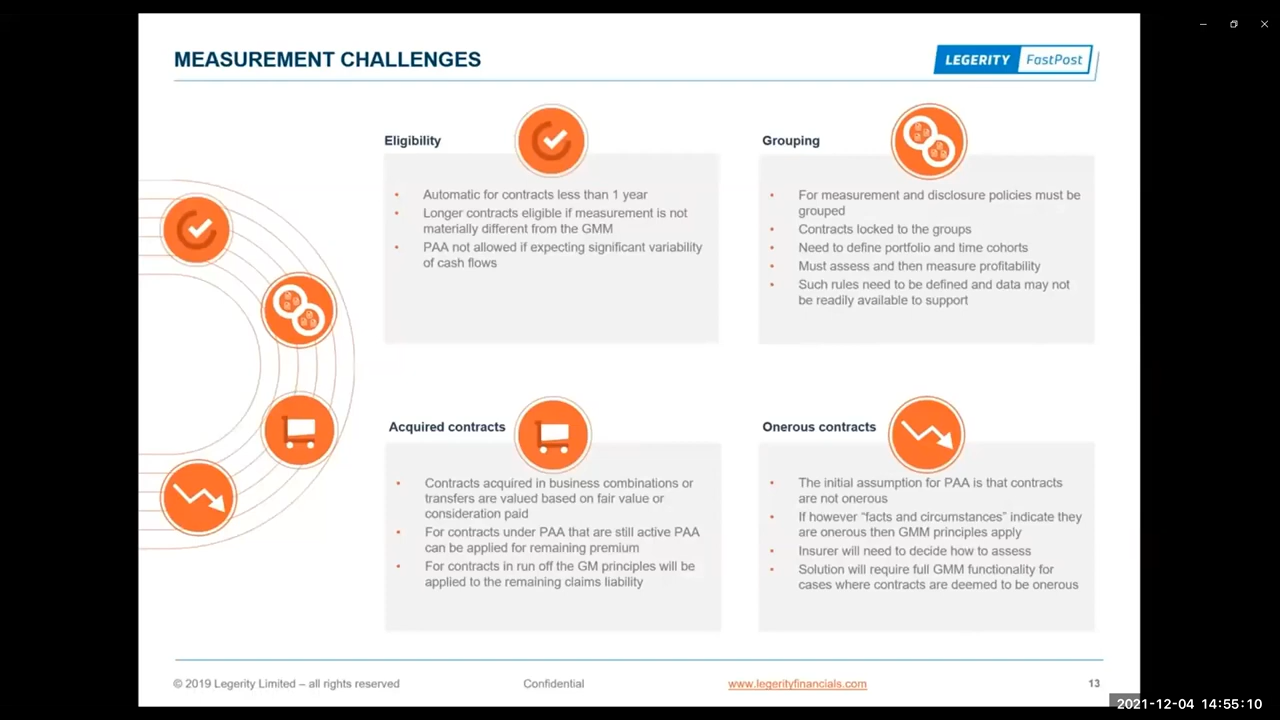 MEASUREMENT CHALLENGES
LEGERITY FastPost
Eligibility
• Automatic for contracts less than 1 year
• Longer contracts eligible if measurement is not
materially different from the GMM
• PAA not allowed if expecting significant variability
of cash flows
Grouping
• For measurement and disclosure policies must be
grouped
• Contracts locked to the groups
• Need to define portfolio and time cohorts
• Must assess and then measure profitability
• Such rules need to be defined and data may not
be readily available to support
Acquired contracts
• Contracts acquired in business combinations or
transfers are valued based on fair value or
consideration paid
• For contracts under PAA that are still active PAA
can be applied for remaining premium
• For contracts in run off the GM principles will be
applied to the remaining claims liability
Onerous contracts
• The initial assumption for PAA is that contracts
are not onerous
• If however “facts and circumstances” indicate they
are onerous then GMM principles apply
• Insurer will need to decide how to assess
• Solution will require full GMM functionality for
cases where contracts are deemed to be onerous
© 2019 Legerity Limited – all rights reserved
Confidential
www.legerityfinancials.com
13
2021-12-04 14:55:10